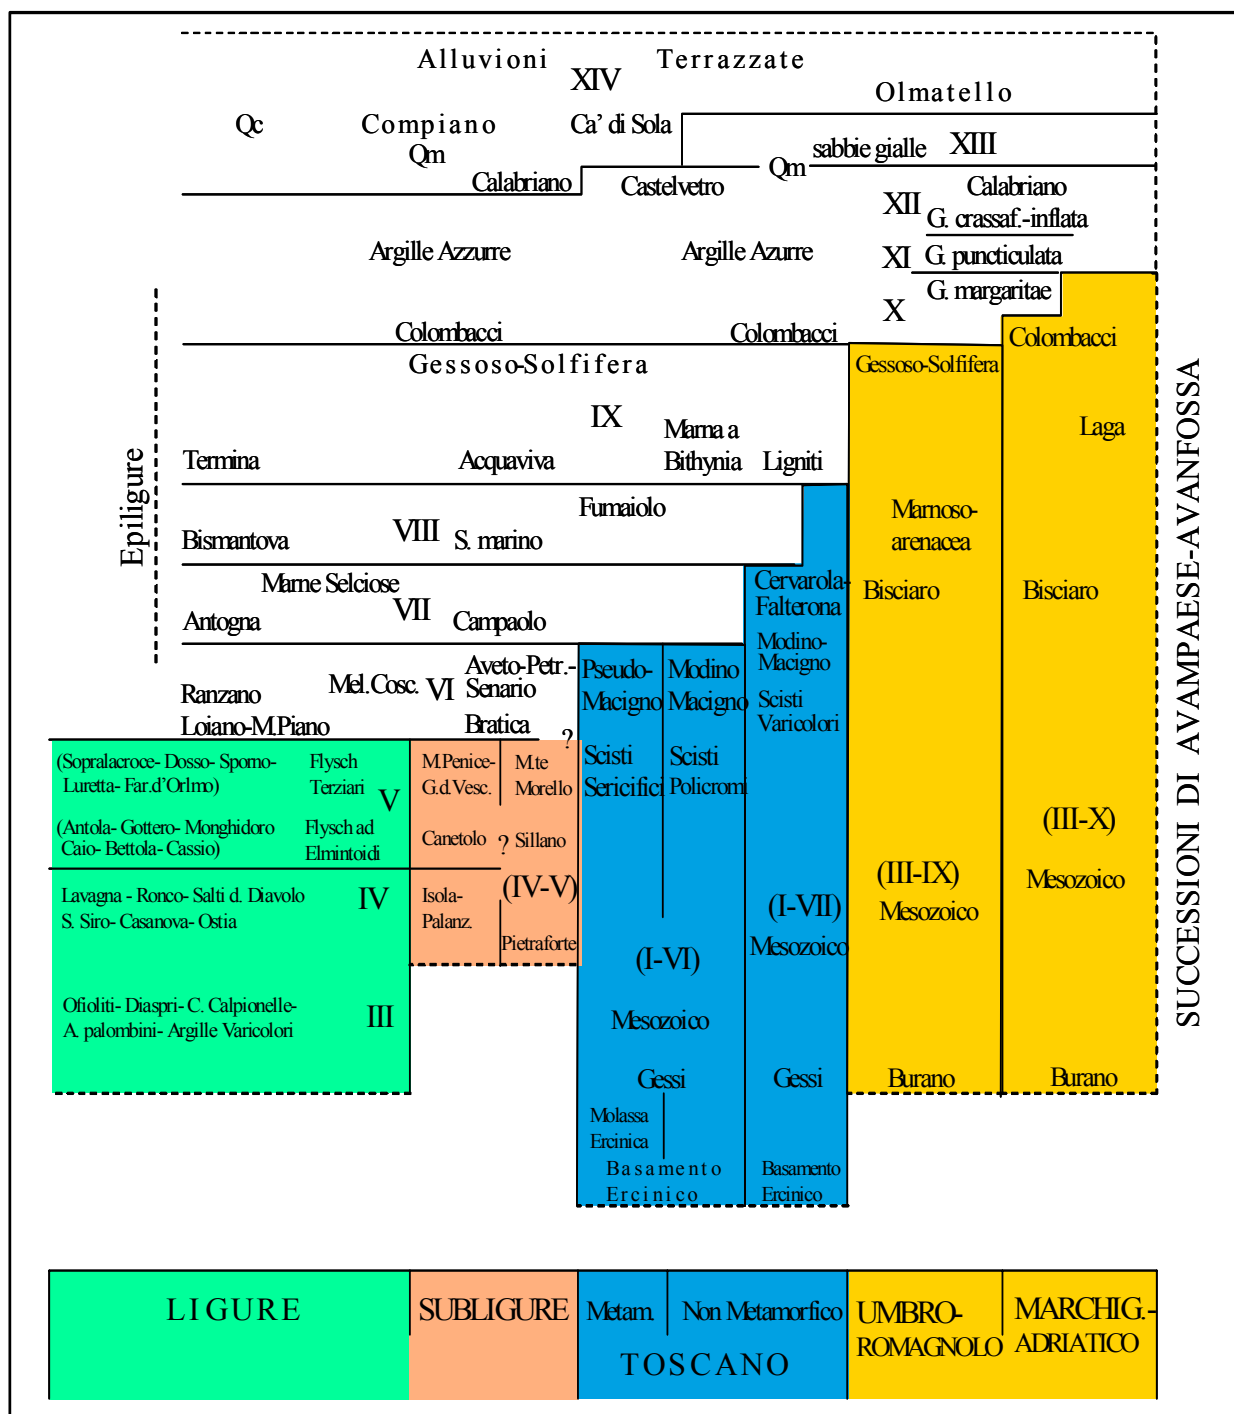 Alluvioni Terrazzate
XIV
Olmatello
Qc Compiano Ca' di Sola
Qm
sabbie gialle XIII
Qm
Calabriano Castelvetro Calabriano
XII
G. crassaf.-inflata
Argille Azzurre Argille Azurre XI G. puncticulata
G. margaritae
X
Colombacci Colombacci Colombacci
Gessoso-Solfifera Gessoso-Solfifera
IX
Marna a
Bithynia
Laga
Termina Acquaviva Ligniti
Epiligure
Fumaiolo
Marnoso-
arenacea
Bismantova VIII S. marino
Marne Selciose
Cervarola-
Falterona
Bisciaro Bisciaro
Antogna VII Campaolo
Modino-
Macigno
Aveto-Petr.-
Senario
Pseudo-
Macigno
Modino
Macigno
Mel.Cosc. VI
Ranzano
Loiano-M.Piano
Bratica
Scisti
Varicolori
?
(Sopralacroce- Dosso- Sporno-
Luretta- Far.d'Orlmo)
Flysch
Terziari
V
M.Penice-
G.d.Vesc.
M.te
Morello
Scisti
Sericifici
Scisti
Policromi
(Antola- Gottero- Monghidoro
Caio- Bettola- Cassio)
Flysch ad
Elmintoidi
Canetolo ? Sillano
(III-X)
Mesozoico
Lavagna - Ronco- Salti d. Diavolo
S. Siro- Casanova- Ostia
IV
Isola-
Palanz.
(IV-V)
Pietraforte
(I-VII)
Mesozoico
(III-IX)
Mesozoico
(I-VI)
Mesozoico
Ofioliti- Diaspri- C. Calpionelle-
A. palombini- Argille Varicolori
III
Gessi Gessi Burano Burano
Molassa
Ercinica
Basamento
Ercinico
Basamento
Ercinico
SUCCESSIONI DI AVAMPAESE-AVANFOSSA
LIGURE
SUBLIGURE
Metam. Non Metamorfico
TOSCANO
UMBRO-
ROMAGNOLO
MARCHIG.-
ADRIATICO